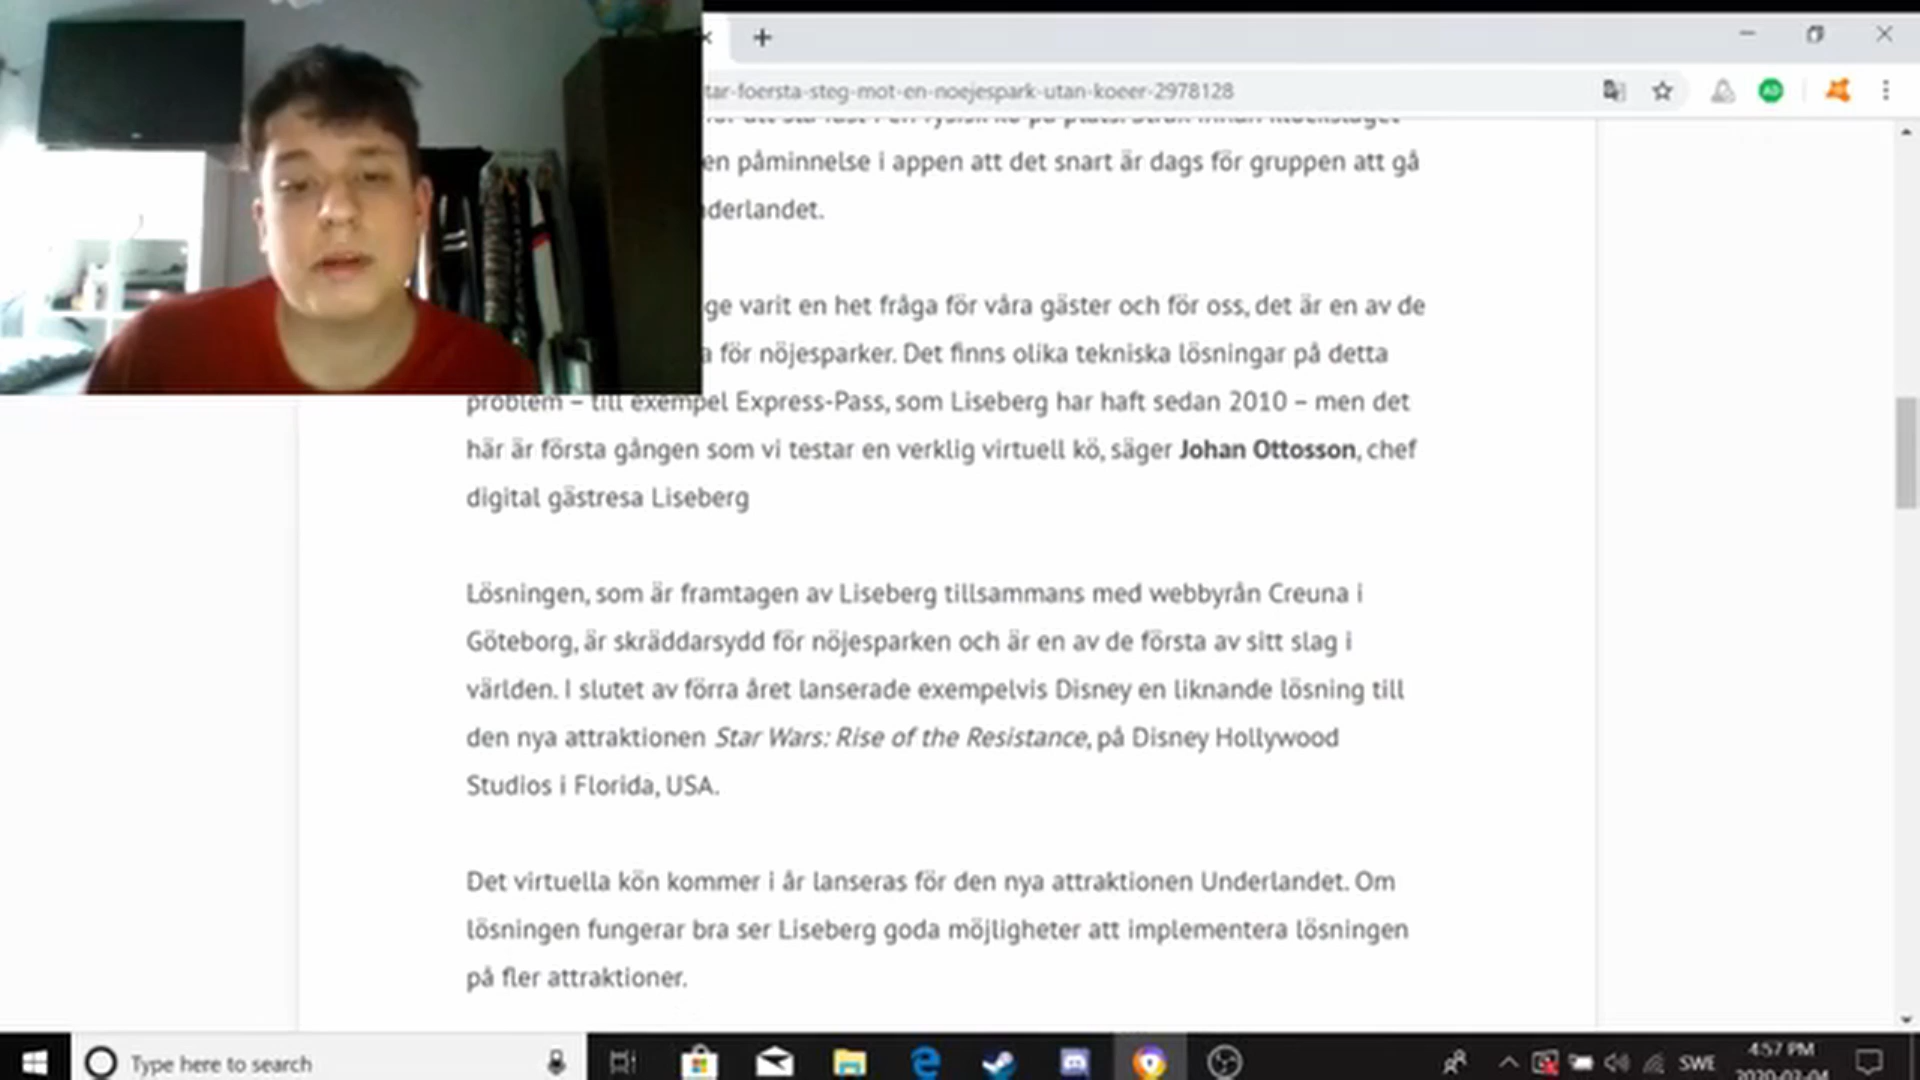 tar-foersta-steg-mot-en-noejespark-utan-koeer-2978128
en påminnelse i appen att det snart är dags för gruppen att gå
derlandet.
ge varit en het fråga för våra gäster och för oss, det är en av de
a för nöjesparker. Det finns olika tekniska lösningar på detta
problem – till exempel Express-Pass, som Liseberg har haft sedan 2010 – men det
här är första gången som vi testar en verklig virtuell kö, säger Johan Ottosson, chef
digital gästresa Liseberg
Lösningen, som är framtagen av Liseberg tillsammans med webbyrån Creuna i
Göteborg, är skräddarsydd för nöjesparken och är en av de första av sitt slag i
världen. I slutet av förra året lanserade exempelvis Disney en liknande lösning till
den nya attraktionen Star Wars: Rise of the Resistance, på Disney Hollywood
Studios i Florida, USA.
Det virtuella kön kommer i år lanseras för den nya attraktionen Underlandet. Om
lösningen fungerar bra ser Liseberg goda möjligheter att implementera lösningen
på fler attraktioner.
Type here to search
SWE
4:57 PM
2020-03-04